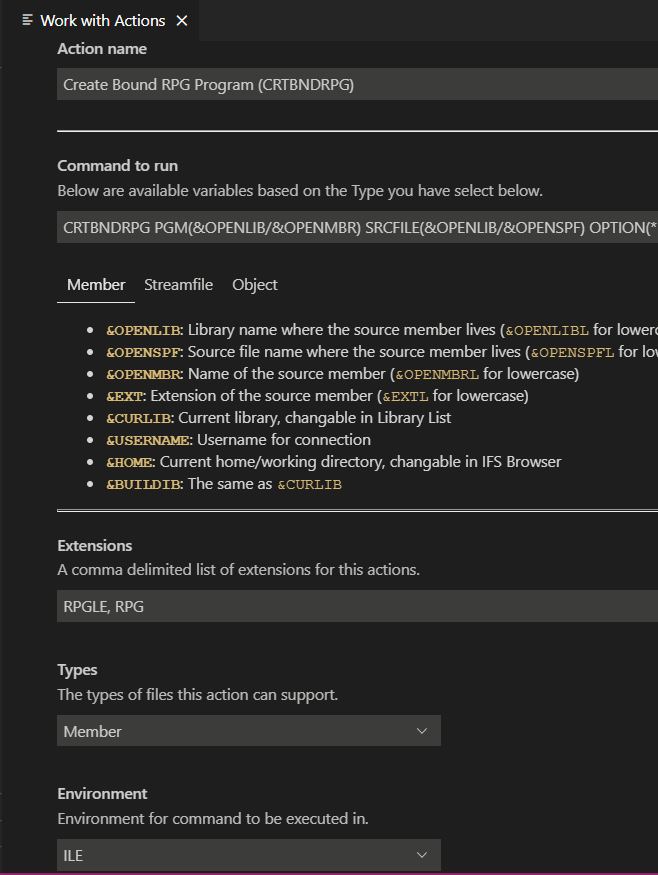 Work with Actions
Action name
Create Bound RPG Program (CRTBNDRPG)
Command to run
Below are available variables based on the Type you have select below.
CRTBNDRPG PGM(&OPENLIB/&OPENMBR) SRCFILE(&OPENLIB/&OPENSPF) OPTION(*
Member Streamfile Object
&OPENLIB: Library name where the source member lives (&OPENLIBL for lowerc
&OPENSPF: Source file name where the source member lives (&OPENSPFL for lov
&OPENMBR: Name of the source member (&OPENMBRL for lowercase)
&EXT: Extension of the source member (&EXTL for lowercase)
&CURLIB: Current library, changable in Library List
&USERNAME: Username for connection
&HOME: Current home/working directory, changable in IFS Browser
&BUILDIB: The same as &CURLIB
Extensions
A comma delimited list of extensions for this actions.
RPGLE, RPG
Types
The types of files this action can support.
Member
Environment
Environment for command to be executed in.
ILE